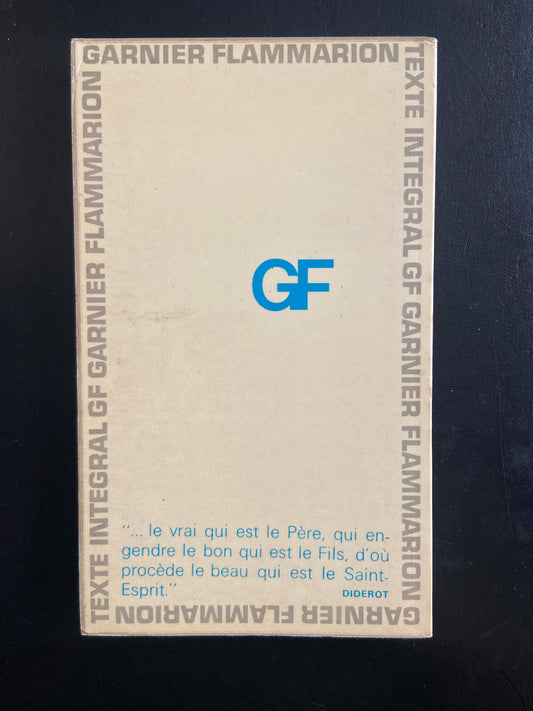 GARNIER FLAMMARION
TEXTE INTEGRAL GF GARNIER FLAMMARION
TEXTE INTEGRAL GF GARNIER FLAMMARION
GF
"... le vrai qui est le Père, qui en-
gendre le bon qui est le Fils, d'où
procède le beau qui est le Saint-
Esprit."
DIDEROT
GARNIER FLAMMARION